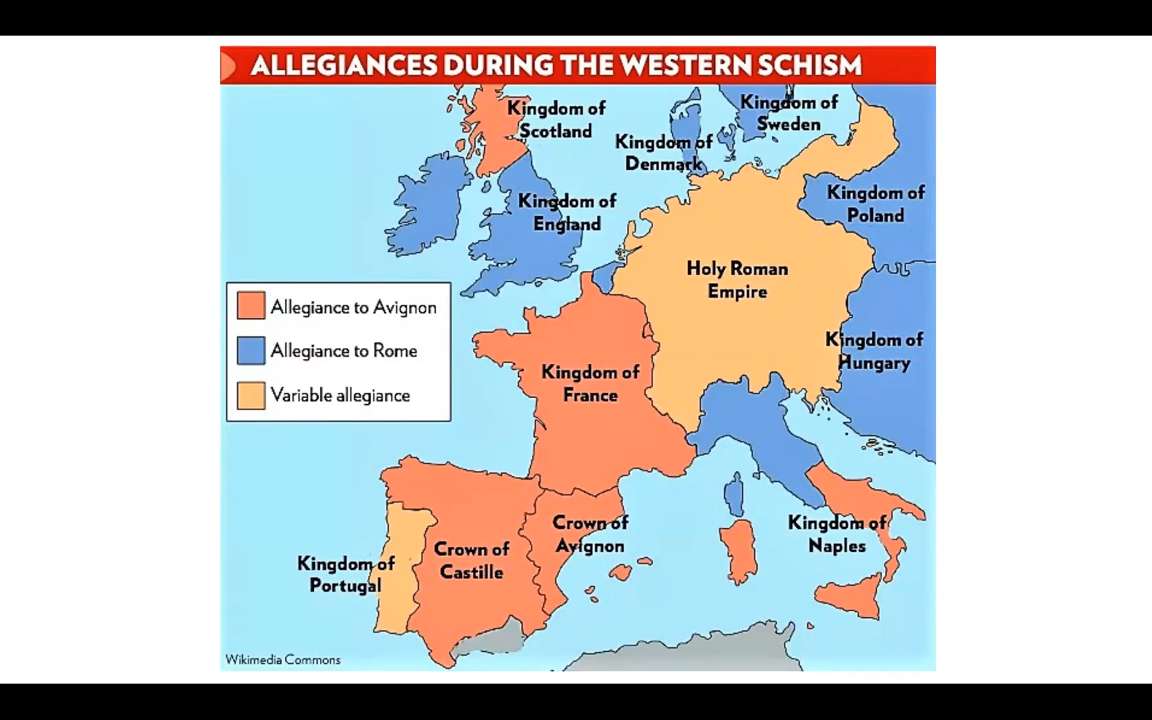 ALLEGIANCES DURING THE WESTERN SCHISM
Kingdom of
Scotland
Kingdom of
Sweden
Kingdom of
Denmark
Kingdom of
Poland
Kingdom of
England
Holy Roman
Empire
Allegiance to Avignon
Allegiance to Rome
Variable allegiance
Kingdom of
Hungary
Kingdom of
France
Crown of
Avignon
Kingdom of
Naples
Crown of
Castille
Kingdom of
Portugal
Wikimedia Commons